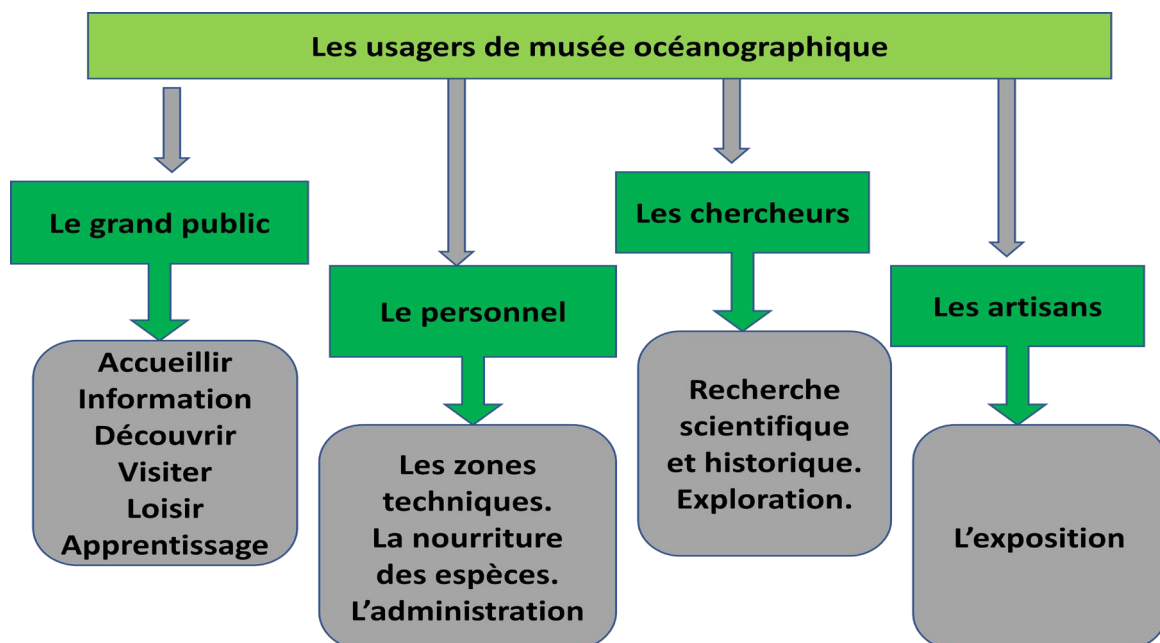 Les usagers de musée océanographique
Le grand public
Accueillir
Information
Découvrir
Visiter
Loisir
Apprentissage
Le personnel
Les zones
techniques.
La nourriture
des espèces.
L’administration
Les chercheurs
Recherche
scientifique
et historique.
Exploration.
Les artisans
L’exposition